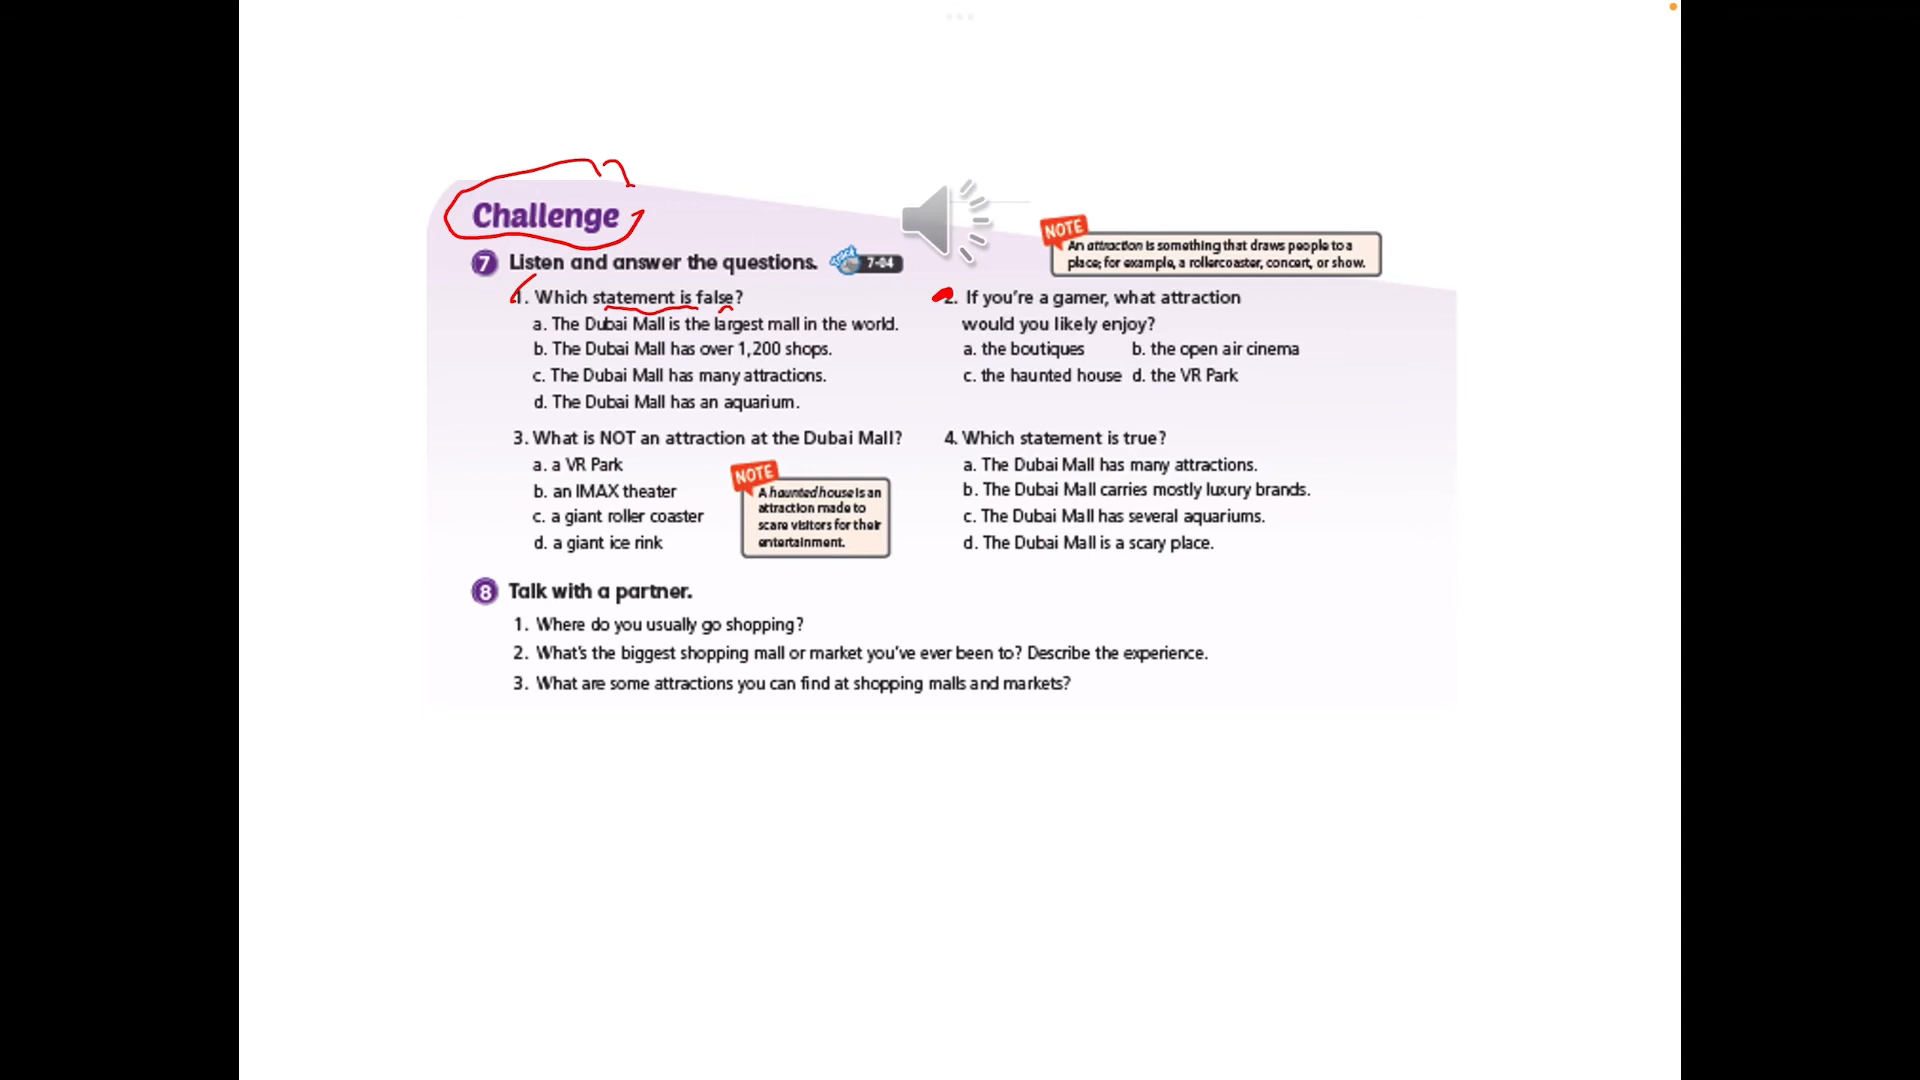 Challenge
7 Listen and answer the questions. Track 7-04
NOTE
An attraction is something that draws people to a
place; for example, a rollercoaster, concert, or show.
1. Which statement is false?
a. The Dubai Mall is the largest mall in the world.
b. The Dubai Mall has over 1,200 shops.
c. The Dubai Mall has many attractions.
d. The Dubai Mall has an aquarium.
2. If you're a gamer, what attraction
would you likely enjoy?
a. the boutiques b. the open air cinema
c. the haunted house d. the VR Park
3. What is NOT an attraction at the Dubai Mall?
a. a VR Park
b. an IMAX theater
c. a giant roller coaster
d. a giant ice rink
NOTE
A haunted house is an
attraction made to
scare visitors for their
entertainment.
4. Which statement is true?
a. The Dubai Mall has many attractions.
b. The Dubai Mall carries mostly luxury brands.
c. The Dubai Mall has several aquariums.
d. The Dubai Mall is a scary place.
8 Talk with a partner.
1. Where do you usually go shopping?
2. What's the biggest shopping mall or market you've ever been to? Describe the experience.
3. What are some attractions you can find at shopping malls and markets?